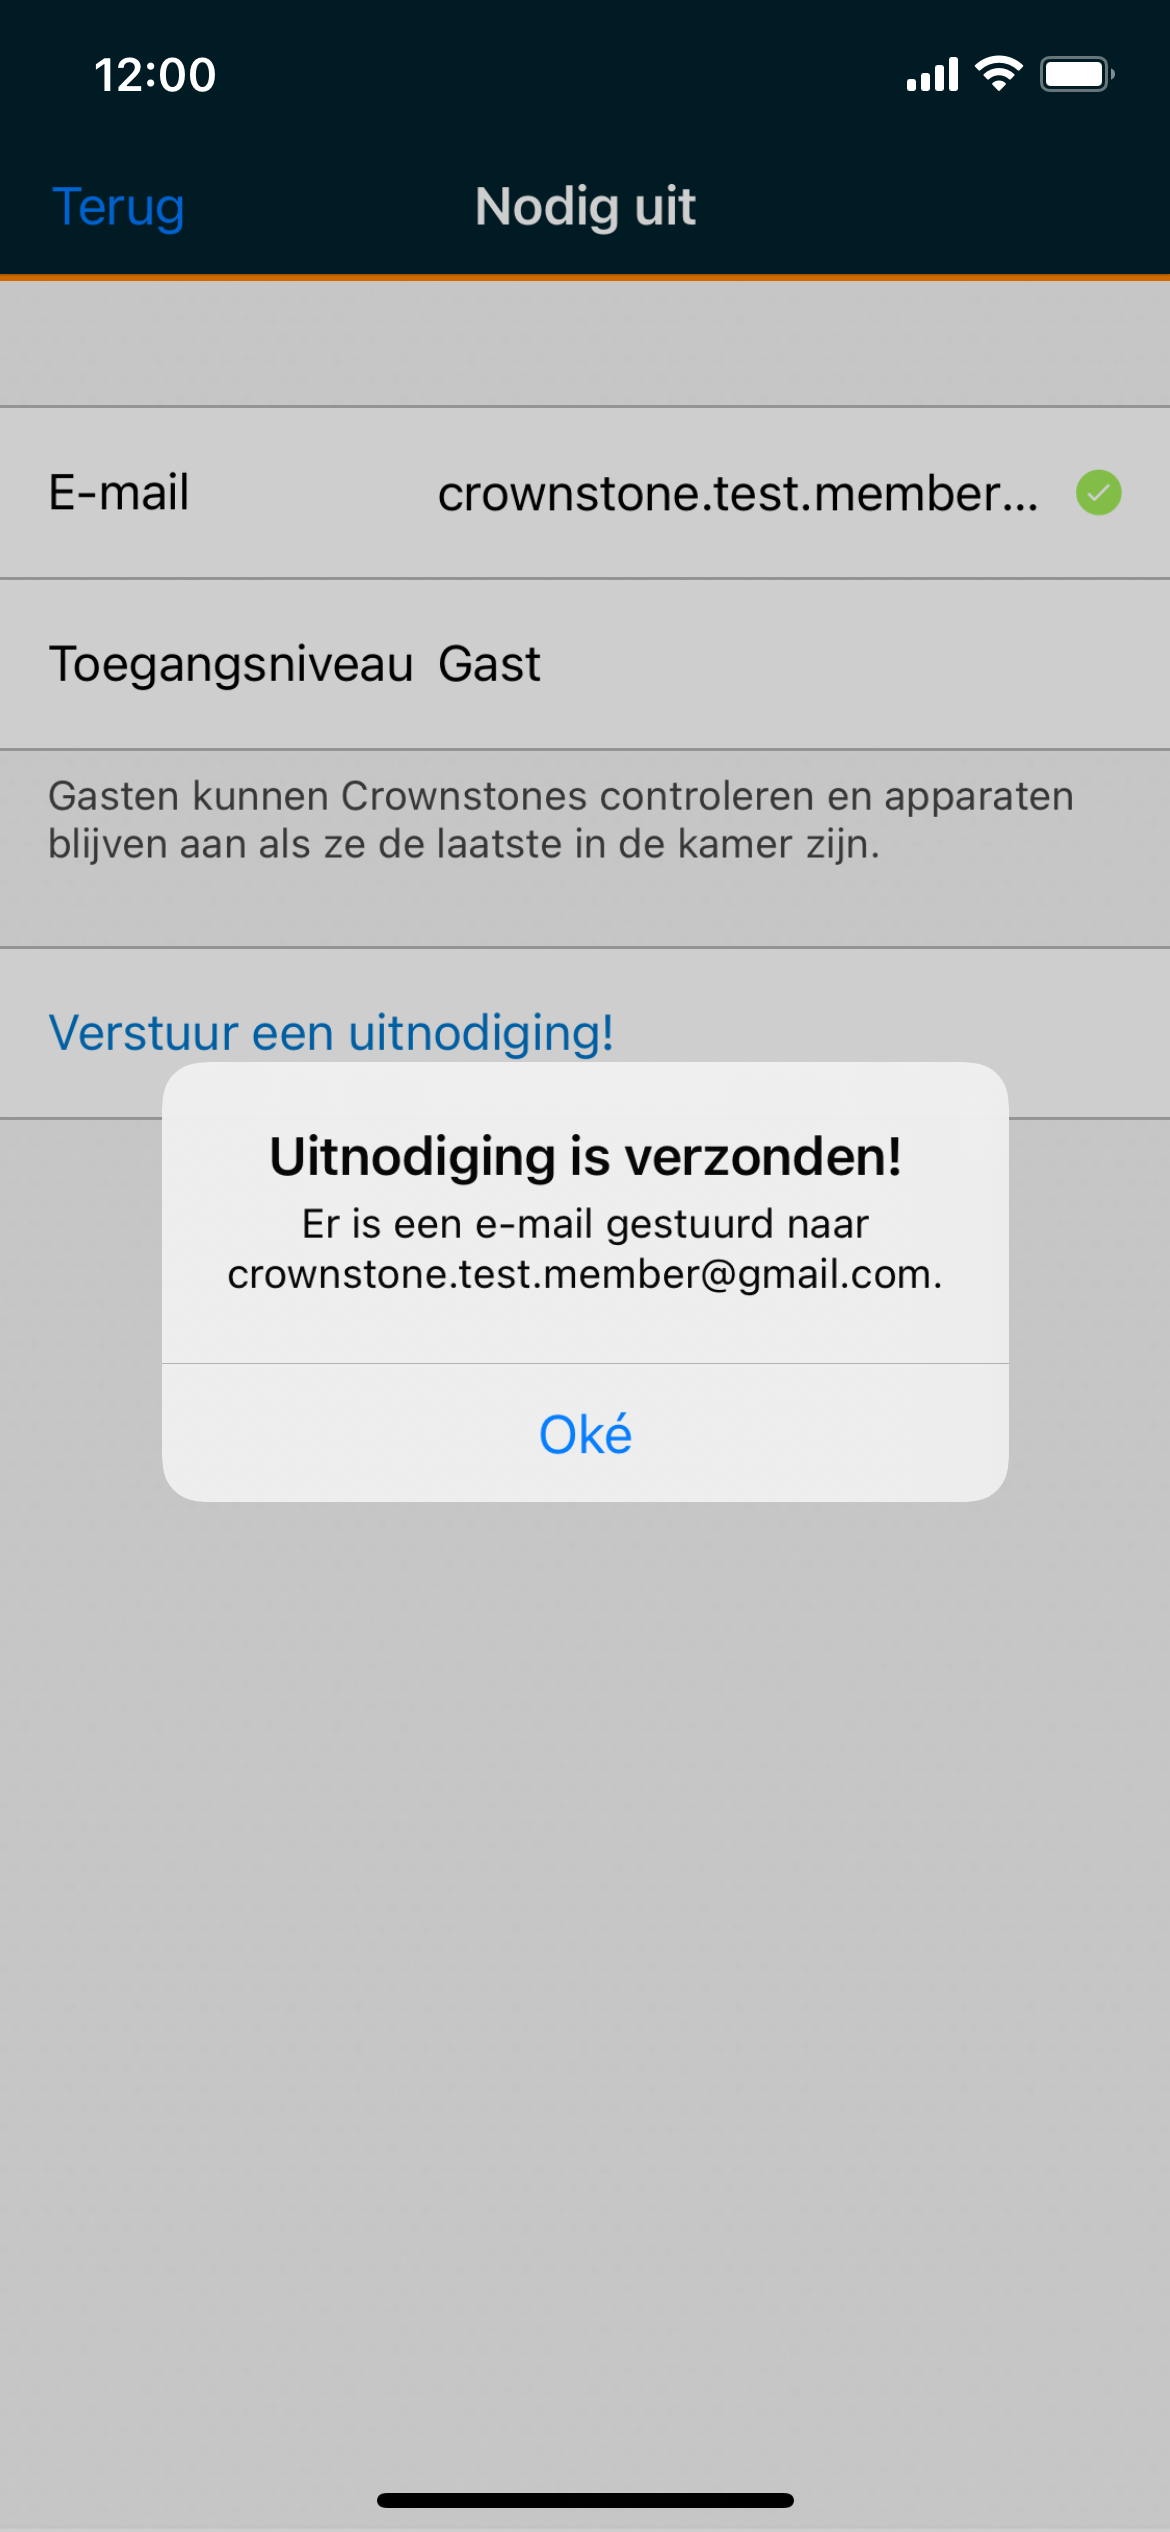 12:00
Terug
Nodig uit
E-mail
crownstone.test.member...
Toegangsniveau
Gast
Gasten kunnen Crownstones controleren en apparaten
blijven aan als ze de laatste in de kamer zijn.
Verstuur een uitnodiging!
Uitnodiging is verzonden!
Er is een e-mail gestuurd naar
crownstone.test.member@gmail.com.
Oké